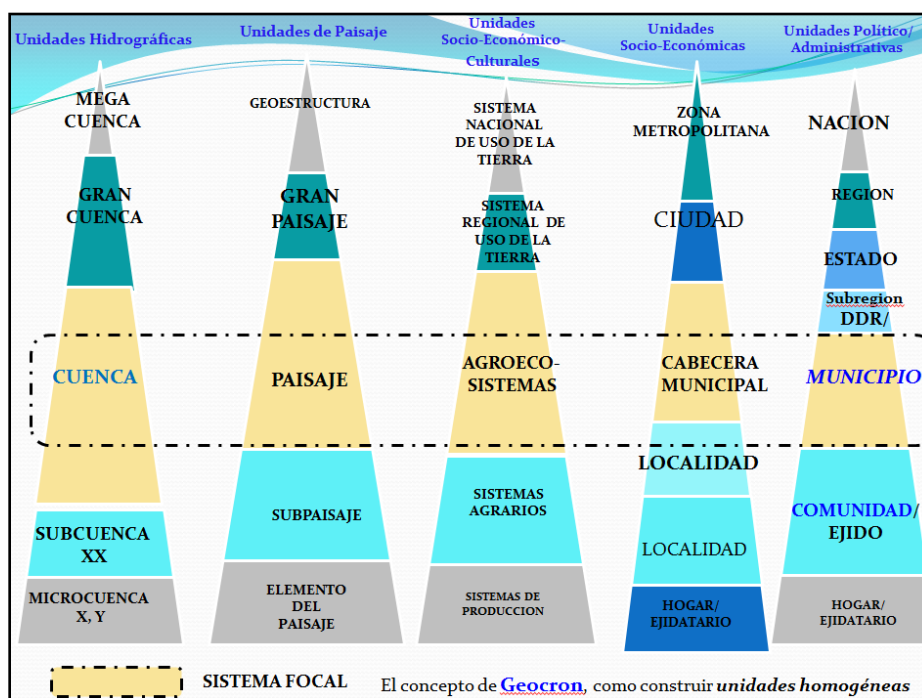 Unidades Hidrográficas
MEGA
CUENCA
GRAN
CUENCA
CUENCA
SUBCUENCA
XX
MICROCUENCA
X, Y
Unidades de Paisaje
GEOESTRUCTURA
GRAN
PAISAJE
PAISAJE
SUBPAISAJE
ELEMENTO
DEL
PAISAJE
Unidades
Socio-Económico-
Culturales
SISTEMA
NACIONAL
DE USO DE LA
TIERRA
SISTEMA
REGIONAL DE
USO DE LA
TIERRA
AGROECO-
SISTEMAS
SISTEMAS
AGRARIOS
SISTEMAS DE
PRODUCCION
Unidades
Socio-Económicas
ZONA
METROPOLITANA
CIUDAD
CABECERA
MUNICIPAL
LOCALIDAD
LOCALIDAD
HOGAR/
EJIDATARIO
Unidades Político/
Administrativas
NACION
REGION
ESTADO
Subregion
DDR/
MUNICIPIO
COMUNIDAD/
EJIDO
HOGAR/
EJIDATARIO
SISTEMA FOCAL
El concepto de Geocron, como construir unidades homogéneas